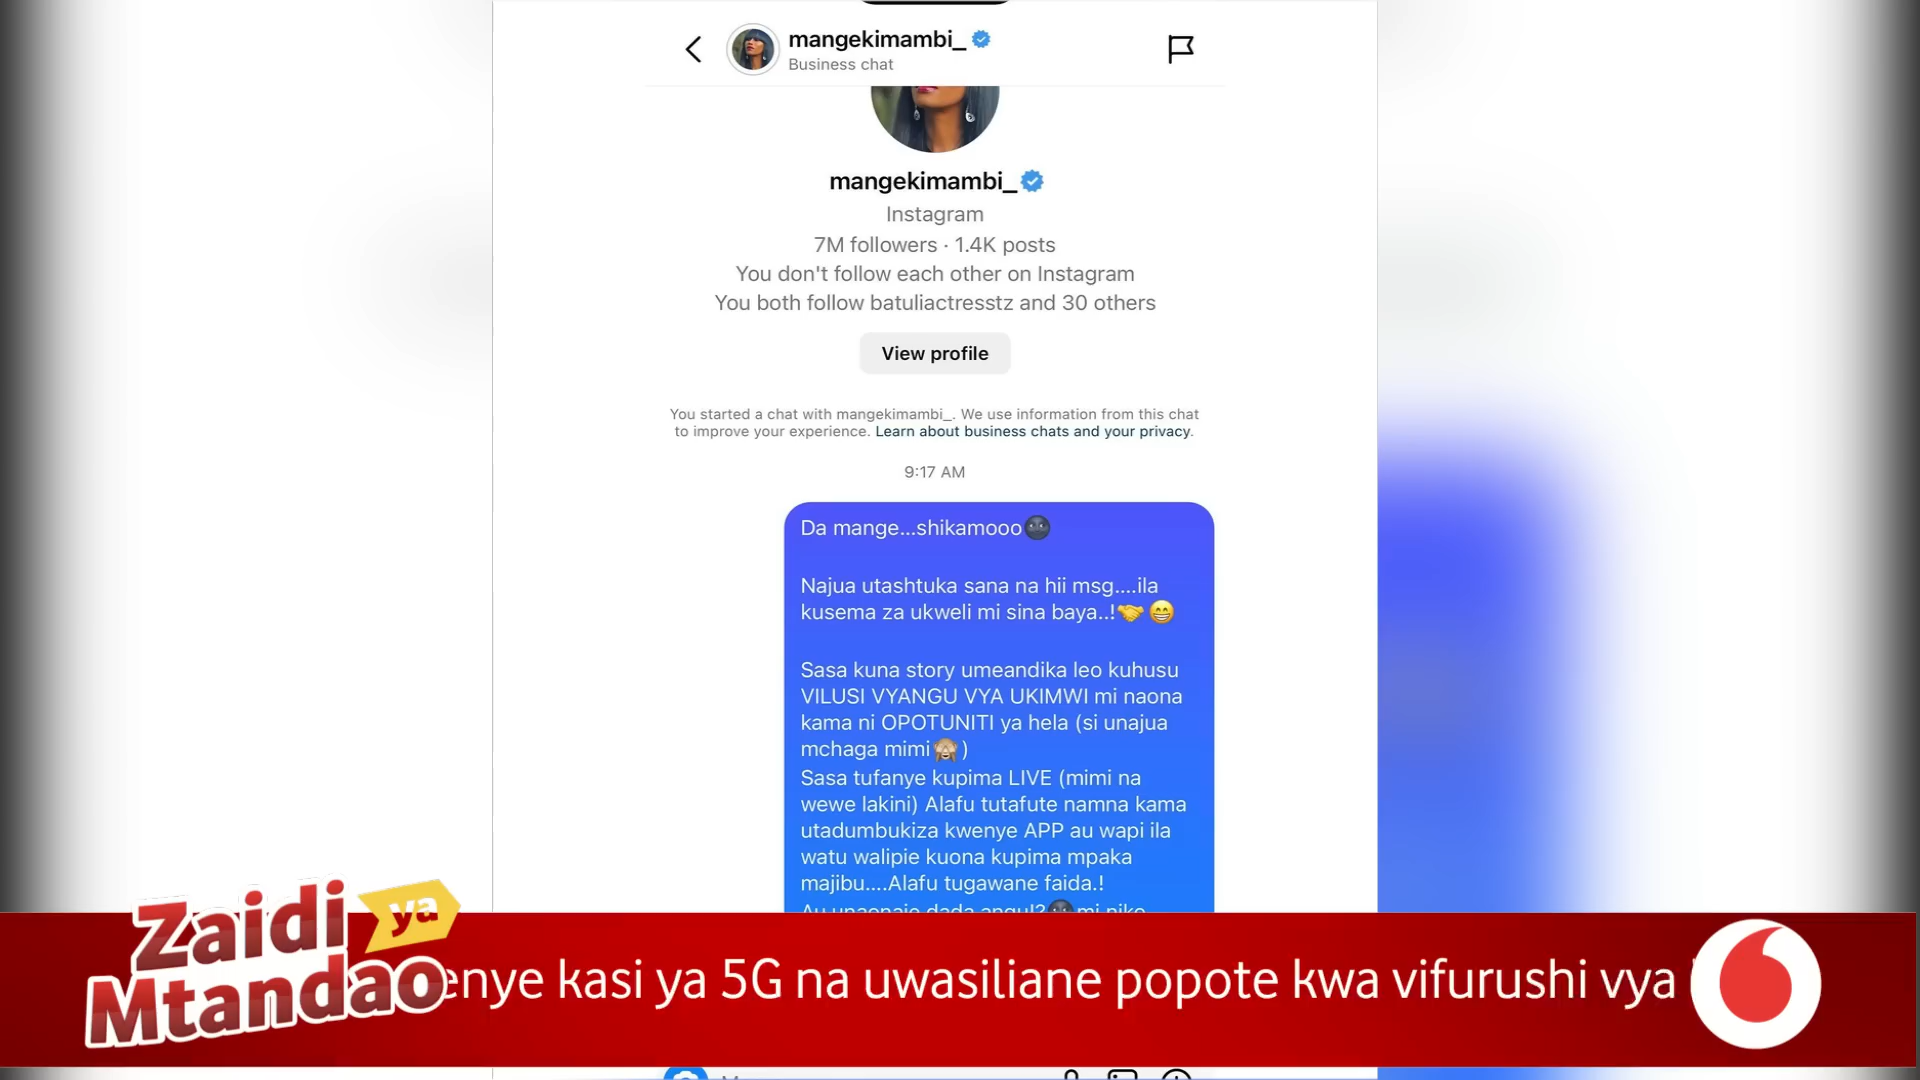 mangekimambi_
Business chat
mangekimambi_
Instagram
7M followers · 1.4K posts
You don't follow each other on Instagram
You both follow batuliactresstz and 30 others
View profile
You started a chat with mangekimambi_. We use information from this chat
to improve your experience. Learn about business chats and your privacy.
9:17 AM
Da mange...shikamooo🌚
Najua utashtuka sana na hii msg....ila
kusema za ukweli mi sina baya..!🤝😁
Sasa kuna story umeandika leo kuhusu
VILUSI VYANGU VYA UKIMWI mi naona
kama ni OPOTUNITI ya hela (si unajua
mchaga mimi🙈)
Sasa tufanye kupima LIVE (mimi na
wewe lakini) Alafu tutafute namna kama
utadumbukiza kwenye APP au wapi ila
watu walipie kuona kupima mpaka
majibu....Alafu tugawane faida.!
Zaidi ya
Mtandao
enye kasi ya 5G na uwasiliane popote kwa vifurushi vya